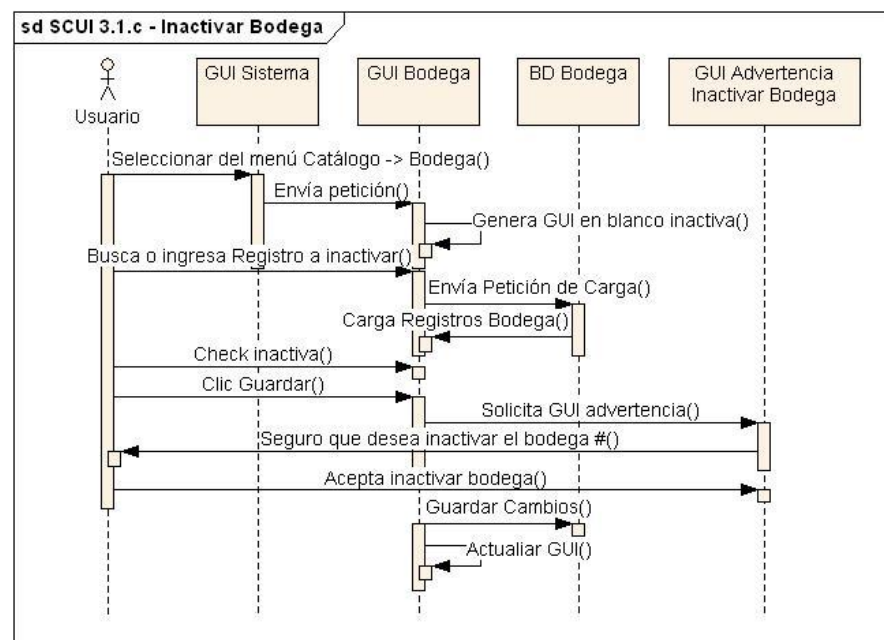 sd SCUI 3.1.c - Inactivar Bodega
Usuario
GUI Sistema
GUI Bodega
BD Bodega
GUI Advertencia
Inactivar Bodega
Seleccionar del menú Catálogo -> Bodega()
Envía petición()
Genera GUI en blanco inactiva()
Busca o ingresa Registro a inactivar()
Envía Petición de Carga()
Carga Registros Bodega()
Check inactiva()
Clic Guardar()
Solicita GUI advertencia()
Seguro que desea inactivar el bodega #()
Acepta inactivar bodega()
Guardar Cambios()
Actualiar GUI()